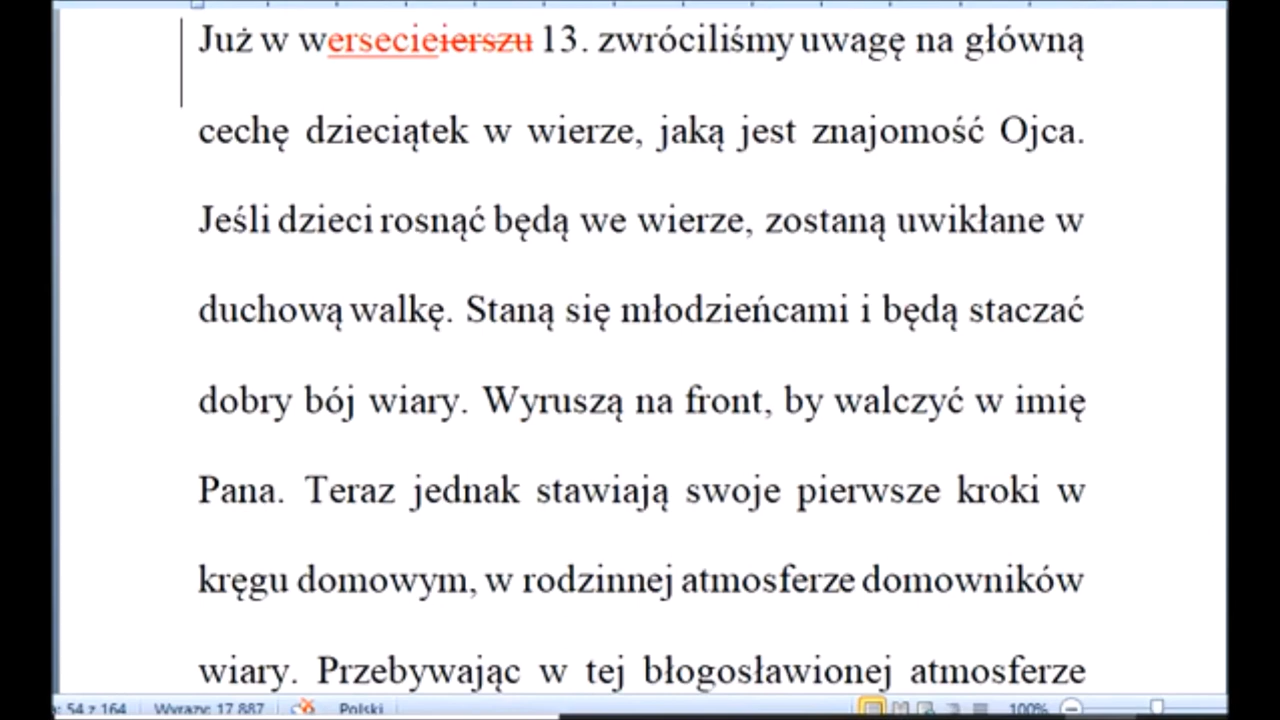 Już w wersecieierszu 13. zwróciliśmy uwagę na główną
cechę dzieciątek w wierze, jaką jest znajomość Ojca.
Jeśli dzieci rosnąć będą we wierze, zostaną uwikłane w
duchową walkę. Staną się młodzieńcami i będą staczać
dobry bój wiary. Wyruszą na front, by walczyć w imię
Pana. Teraz jednak stawiają swoje pierwsze kroki w
kręgu domowym, w rodzinnej atmosferze domowników
wiary. Przebywając w tej błogosławionej atmosferze
: 54 z 164 Wyrazy: 17 887 Polski 100%